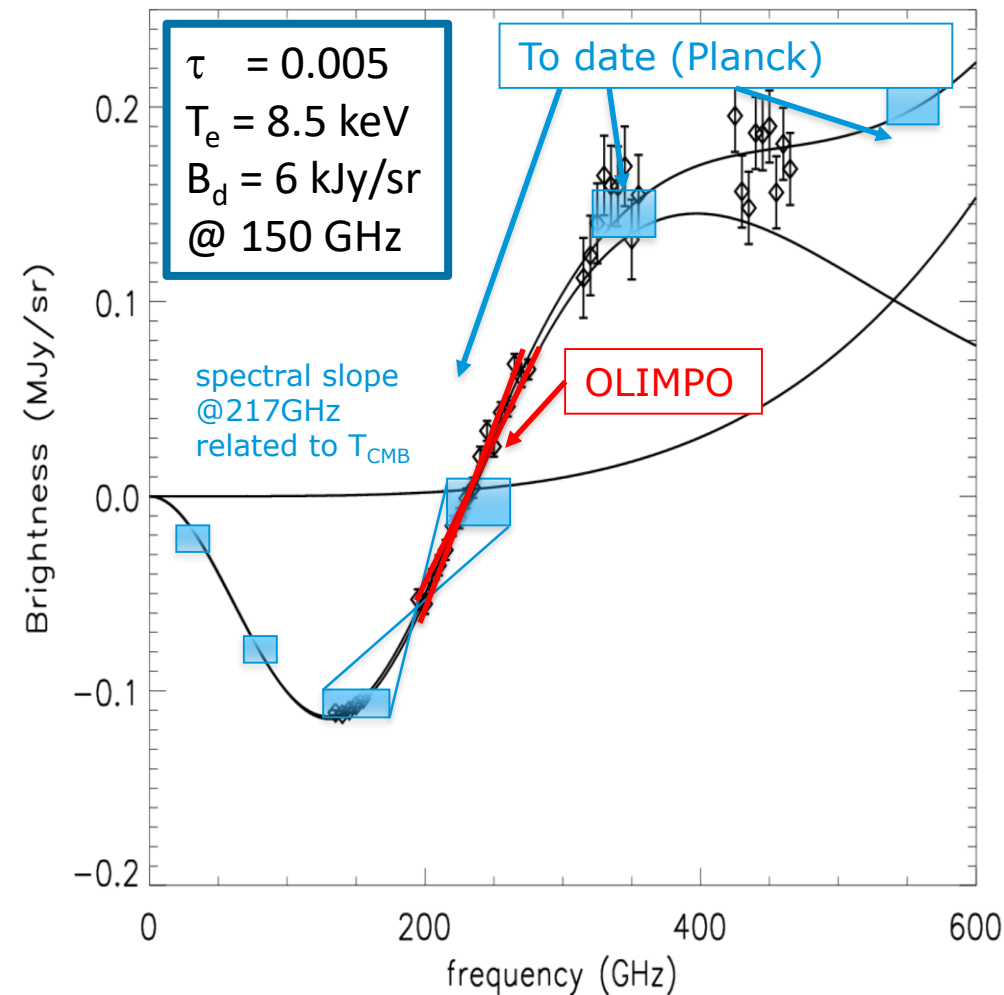 τ = 0.005
Te = 8.5 keV
Bd = 6 kJy/sr
@ 150 GHz
To date (Planck)
spectral slope
@217GHz
related to TCMB
OLIMPO
Brightness (MJy/sr)
0.2
0.1
0.0
−0.1
−0.2
0
200
400
600
frequency (GHz)